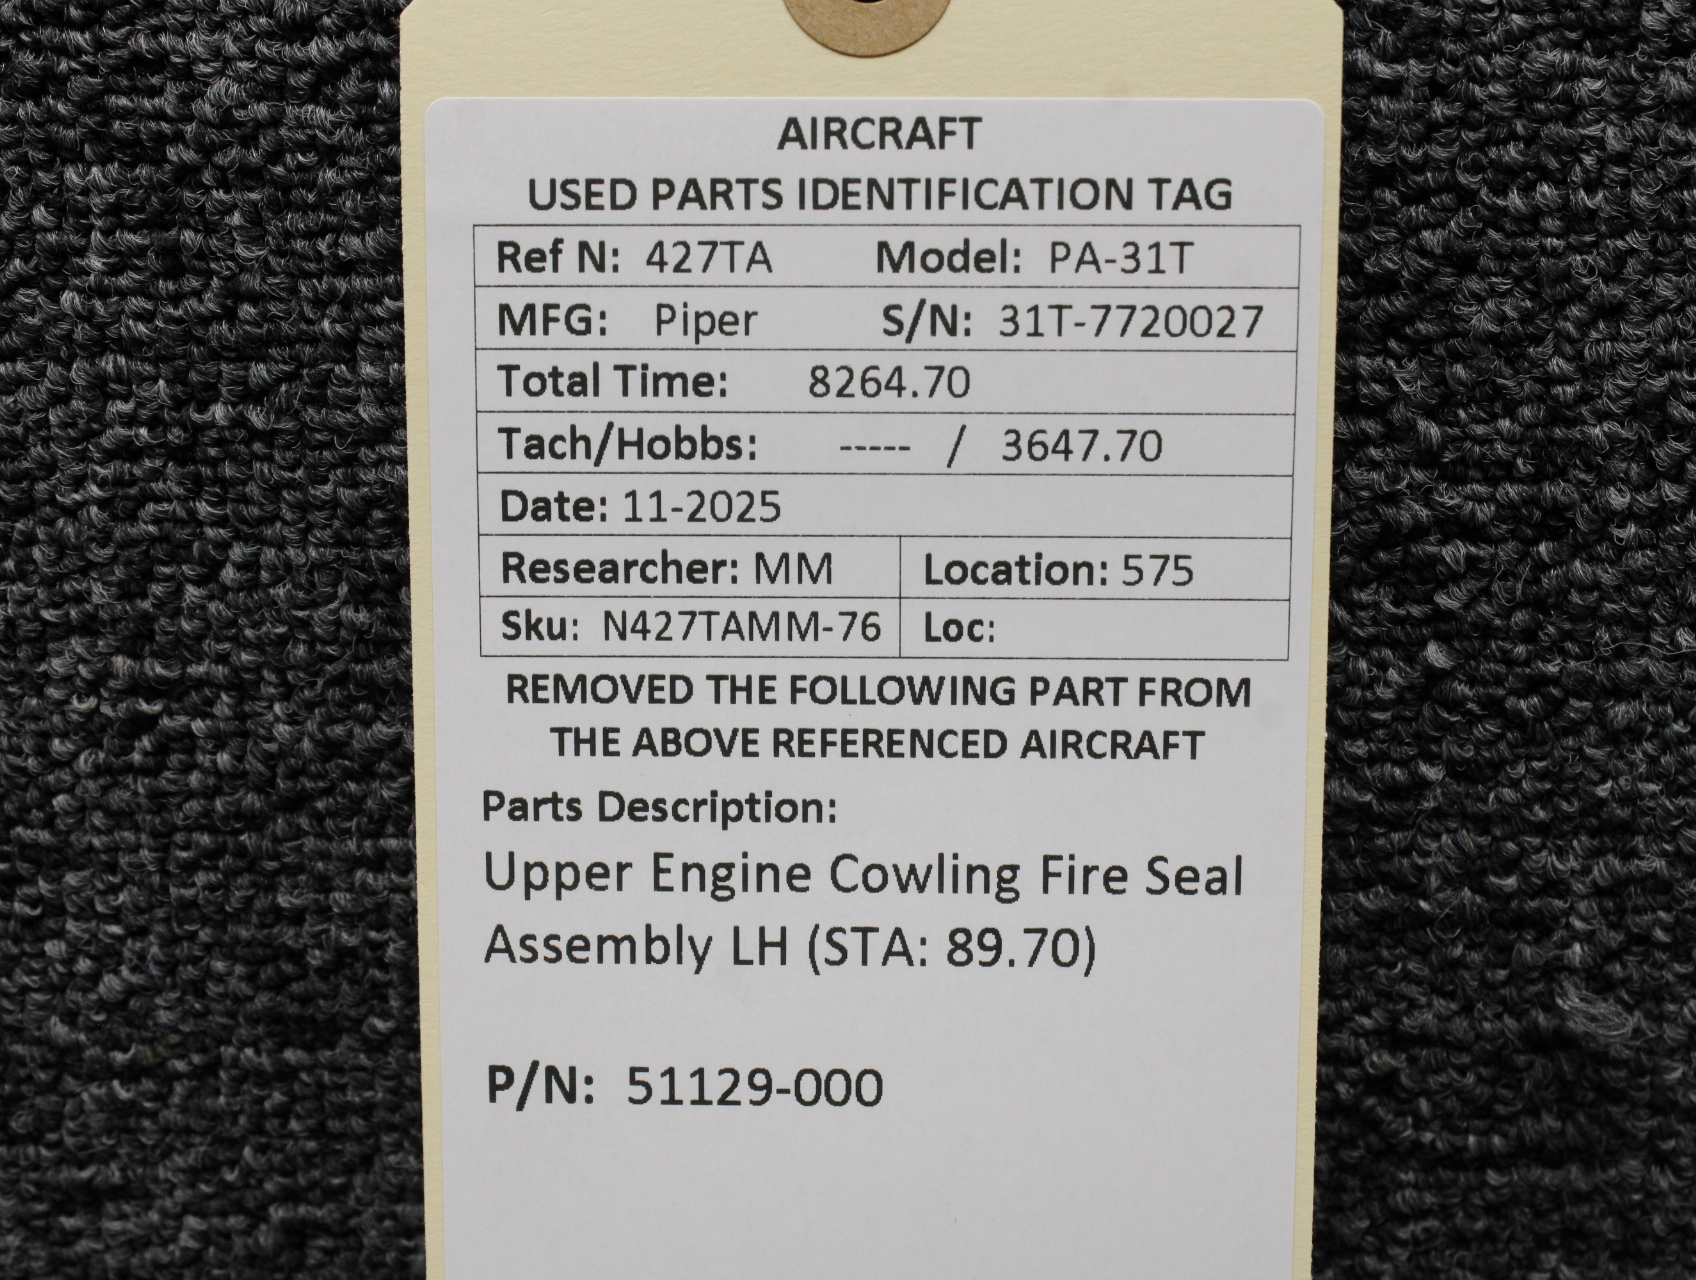 AIRCRAFT
USED PARTS IDENTIFICATION TAG
Ref N: 427TA Model: PA-31T
MFG: Piper S/N: 31T-7720027
Total Time: 8264.70
Tach/Hobbs: ----- / 3647.70
Date: 11-2025
Researcher: MM Location: 575
Sku: N427TAMM-76 Loc:
REMOVED THE FOLLOWING PART FROM
THE ABOVE REFERENCED AIRCRAFT
Parts Description:
Upper Engine Cowling Fire Seal
Assembly LH (STA: 89.70)
P/N: 51129-000